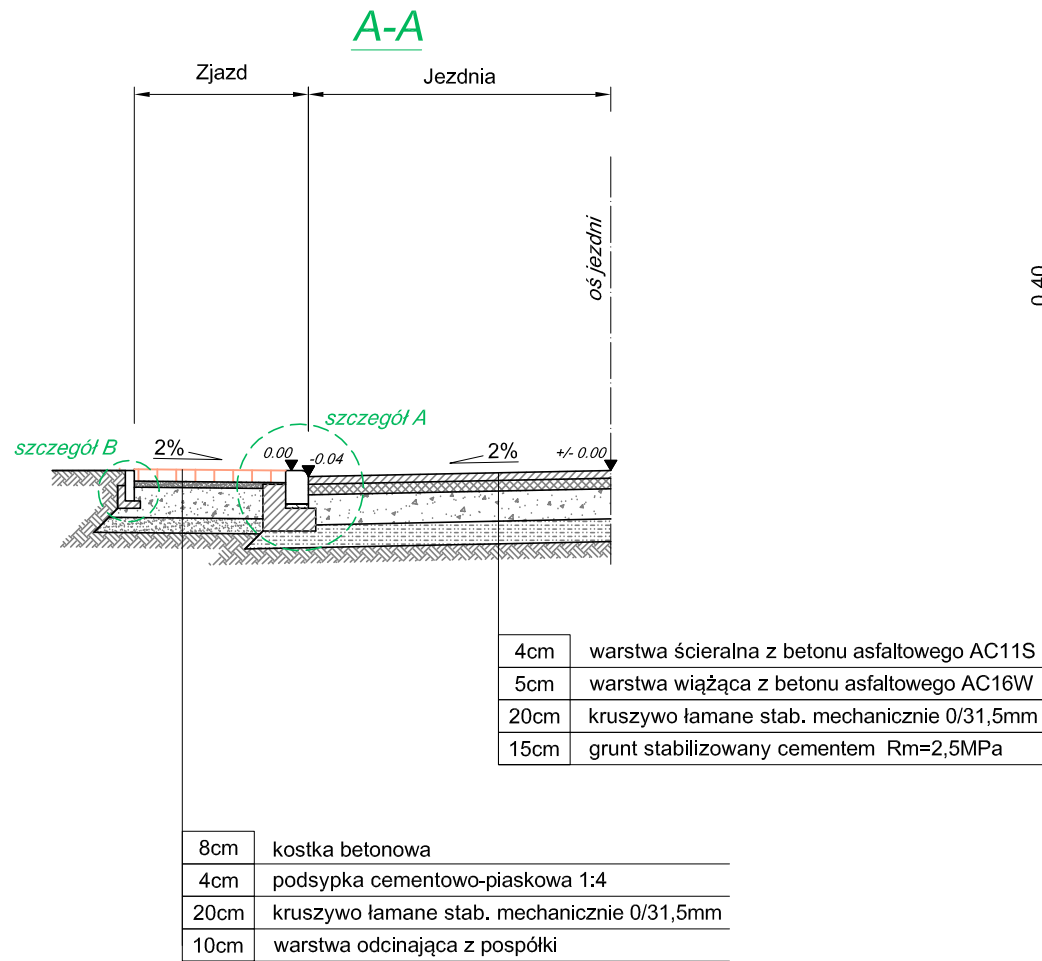 A-A
Zjazd
Jezdnia
oś jezdni
0.40
szczegół A
szczegół B
2%
0.00
-0.04
2%
+/- 0.00
4cm warstwa ścieralna z betonu asfaltowego AC11S
5cm warstwa wiążąca z betonu asfaltowego AC16W
20cm kruszywo łamane stab. mechanicznie 0/31,5mm
15cm grunt stabilizowany cementem Rm=2,5MPa
8cm kostka betonowa
4cm podsypka cementowo-piaskowa 1:4
20cm kruszywo łamane stab. mechanicznie 0/31,5mm
10cm warstwa odcinająca z pospółki